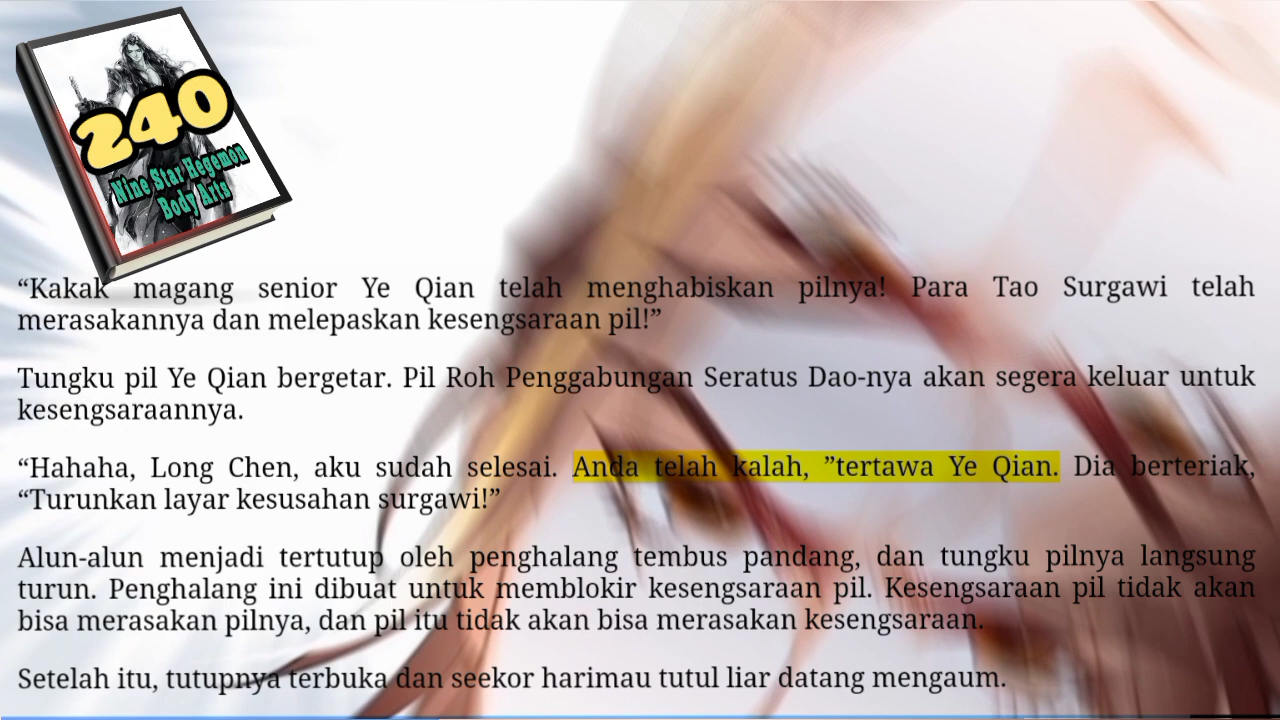 240
Nine Star Hegemon
Body Arts
“Kakak magang senior Ye Qian telah menghabiskan pilnya! Para Tao Surgawi telah
merasakannya dan melepaskan kesengsaraan pil!”
Tungku pil Ye Qian bergetar. Pil Roh Penggabungan Seratus Dao-nya akan segera keluar untuk
kesengsaraannya.
“Hahaha, Long Chen, aku sudah selesai. Anda telah kalah, ”tertawa Ye Qian. Dia berteriak,
“Turunkan layar kesusahan surgawi!”
Alun-alun menjadi tertutup oleh penghalang tembus pandang, dan tungku pilnya langsung
turun. Penghalang ini dibuat untuk memblokir kesengsaraan pil. Kesengsaraan pil tidak akan
bisa merasakan pilnya, dan pil itu tidak akan bisa merasakan kesengsaraan.
Setelah itu, tutupnya terbuka dan seekor harimau tutul liar datang mengaum.